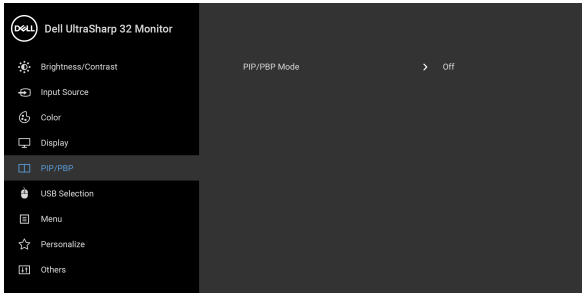 DELL Dell UltraSharp 32 Monitor
Brightness/Contrast
PIP/PBP Mode Off
Input Source
Color
Display
PIP/PBP
USB Selection
Menu
Personalize
Others